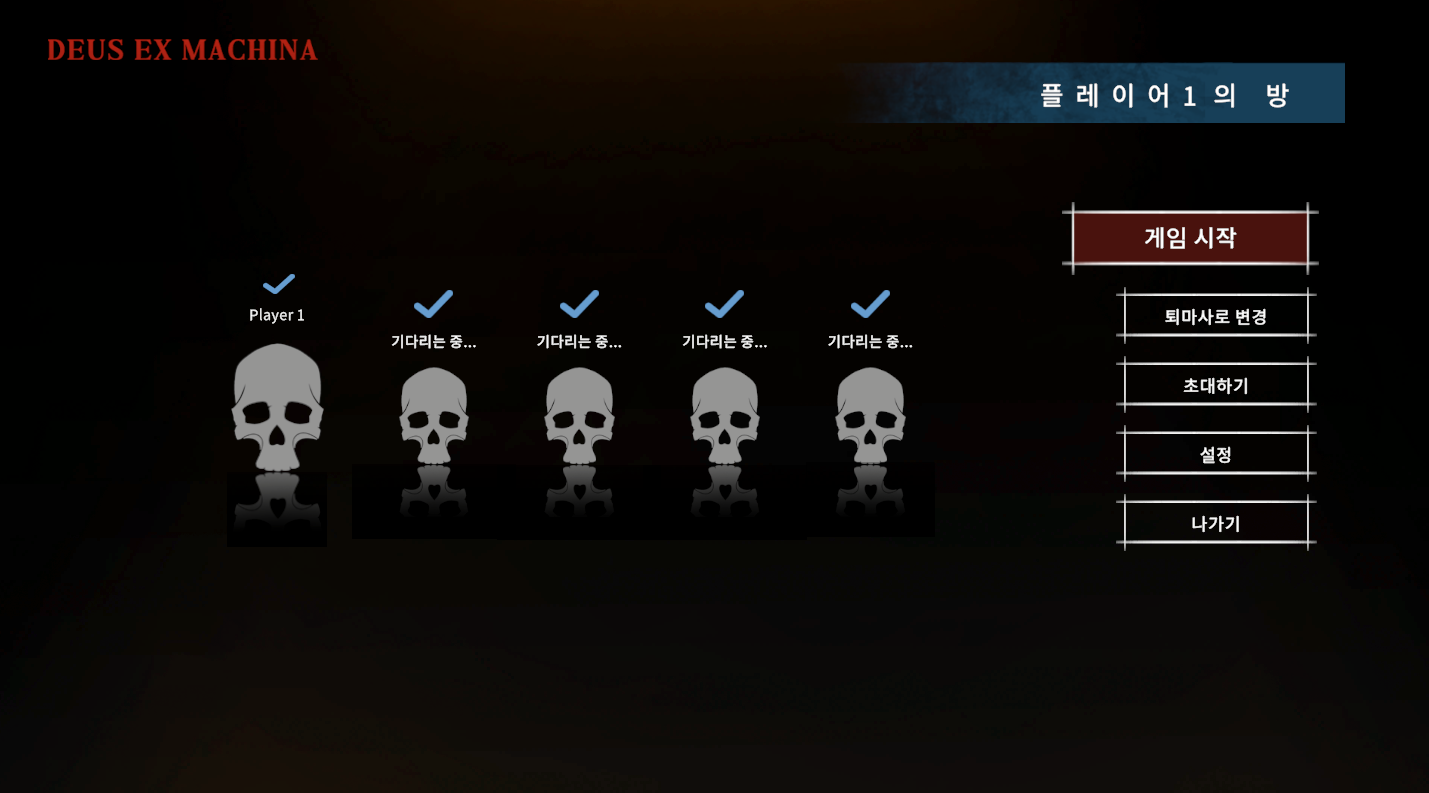 DEUS EX MACHINA
플레이어1의 방
게임 시작
Player 1
기다리는 중...
기다리는 중...
기다리는 중...
기다리는 중...
퇴마사로 변경
초대하기
설정
나가기